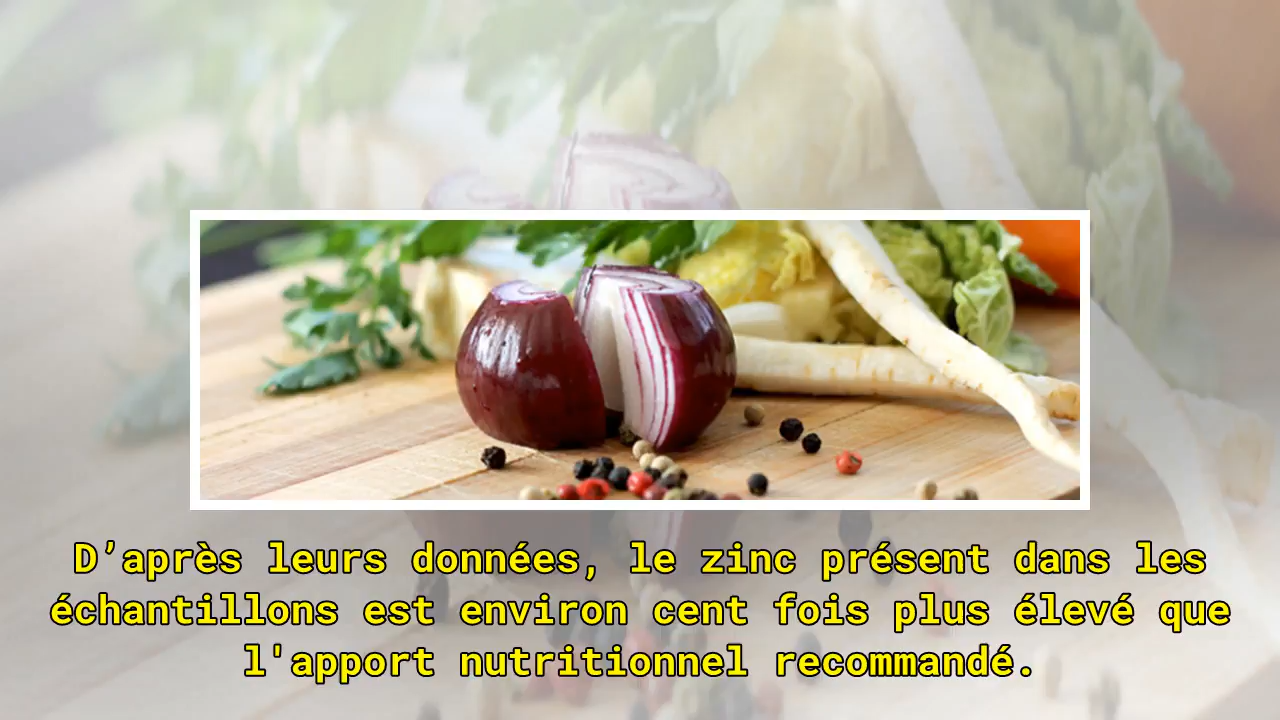 D’après leurs données, le zinc présent dans les
échantillons est environ cent fois plus élevé que
l'apport nutritionnel recommandé.